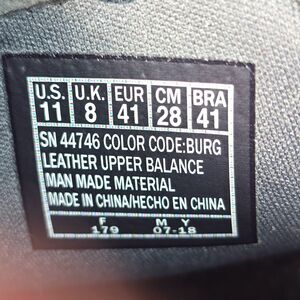 U.S. U.K. EUR CM BRA
11 8 41 28 41
SN 44746 COLOR CODE:BURG
LEATHER UPPER BALANCE
MAN MADE MATERIAL
MADE IN CHINA/HECHO EN CHINA
F M Y
179 07-18